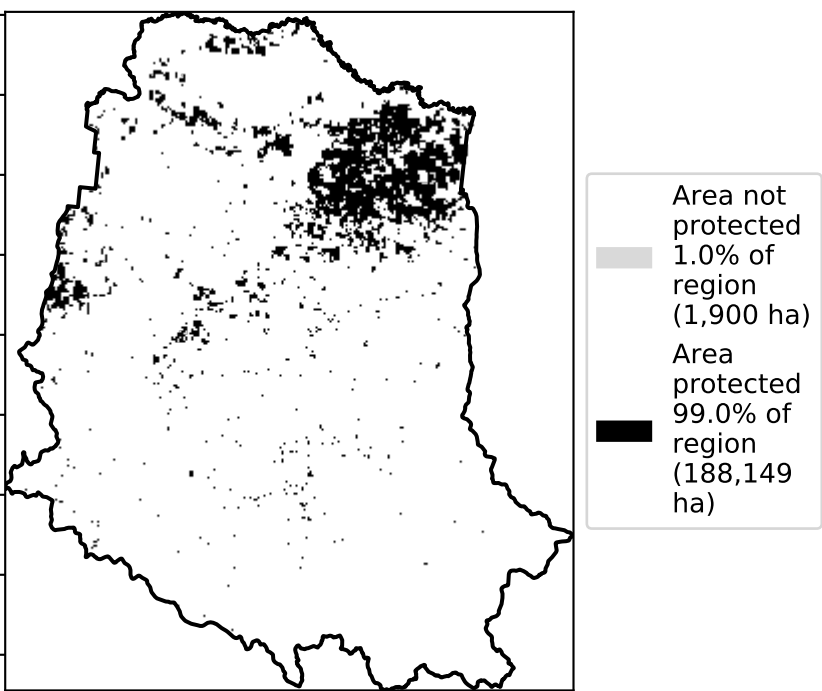 Area not
protected
1.0% of
region
(1,900 ha)
Area
protected
99.0% of
region
(188,149
ha)